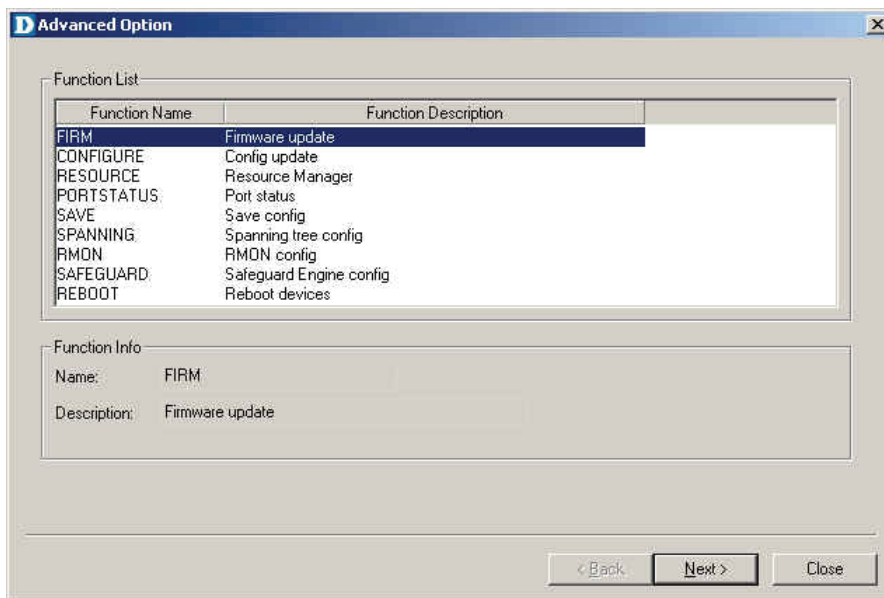 D Advanced Option
Function List
Function Name Function Description
FIRM Firmware update
CONFIGURE Config update
RESOURCE Resource Manager
PORTSTATUS Port status
SAVE Save config
SPANNING Spanning tree config
RMON RMON config
SAFEGUARD Safeguard Engine config
REBOOT Reboot devices
Function Info
Name: FIRM
Description: Firmware update
< Back Next > Close